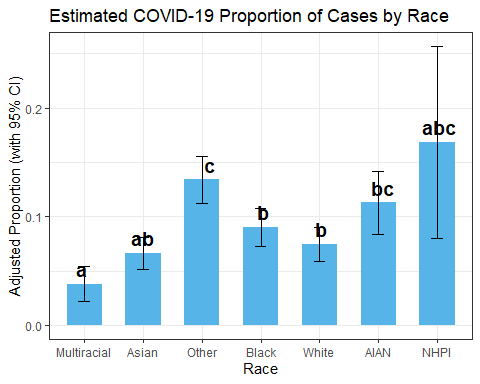 Estimated COVID-19 Proportion of Cases by Race
Adjusted Proportion (with 95% CI)
0.2
0.1
0.0
a
ab
c
b
b
bc
abc
Multiracial
Asian
Other
Black
White
AIAN
NHPI
Race